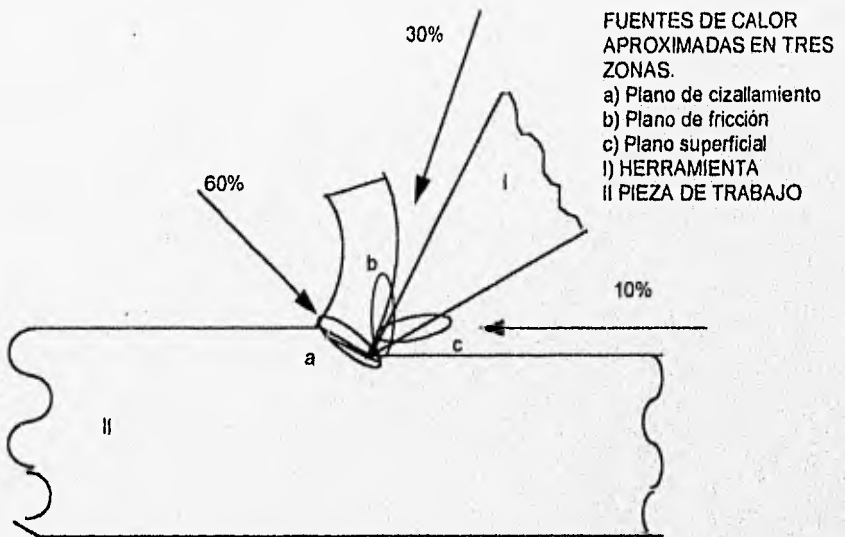 30%
FUENTES DE CALOR
APROXIMADAS EN TRES
ZONAS.
a) Plano de cizallamiento
b) Plano de fricción
c) Plano superficial
I) HERRAMIENTA
II PIEZA DE TRABAJO
60%
I
b
10%
a
c
II